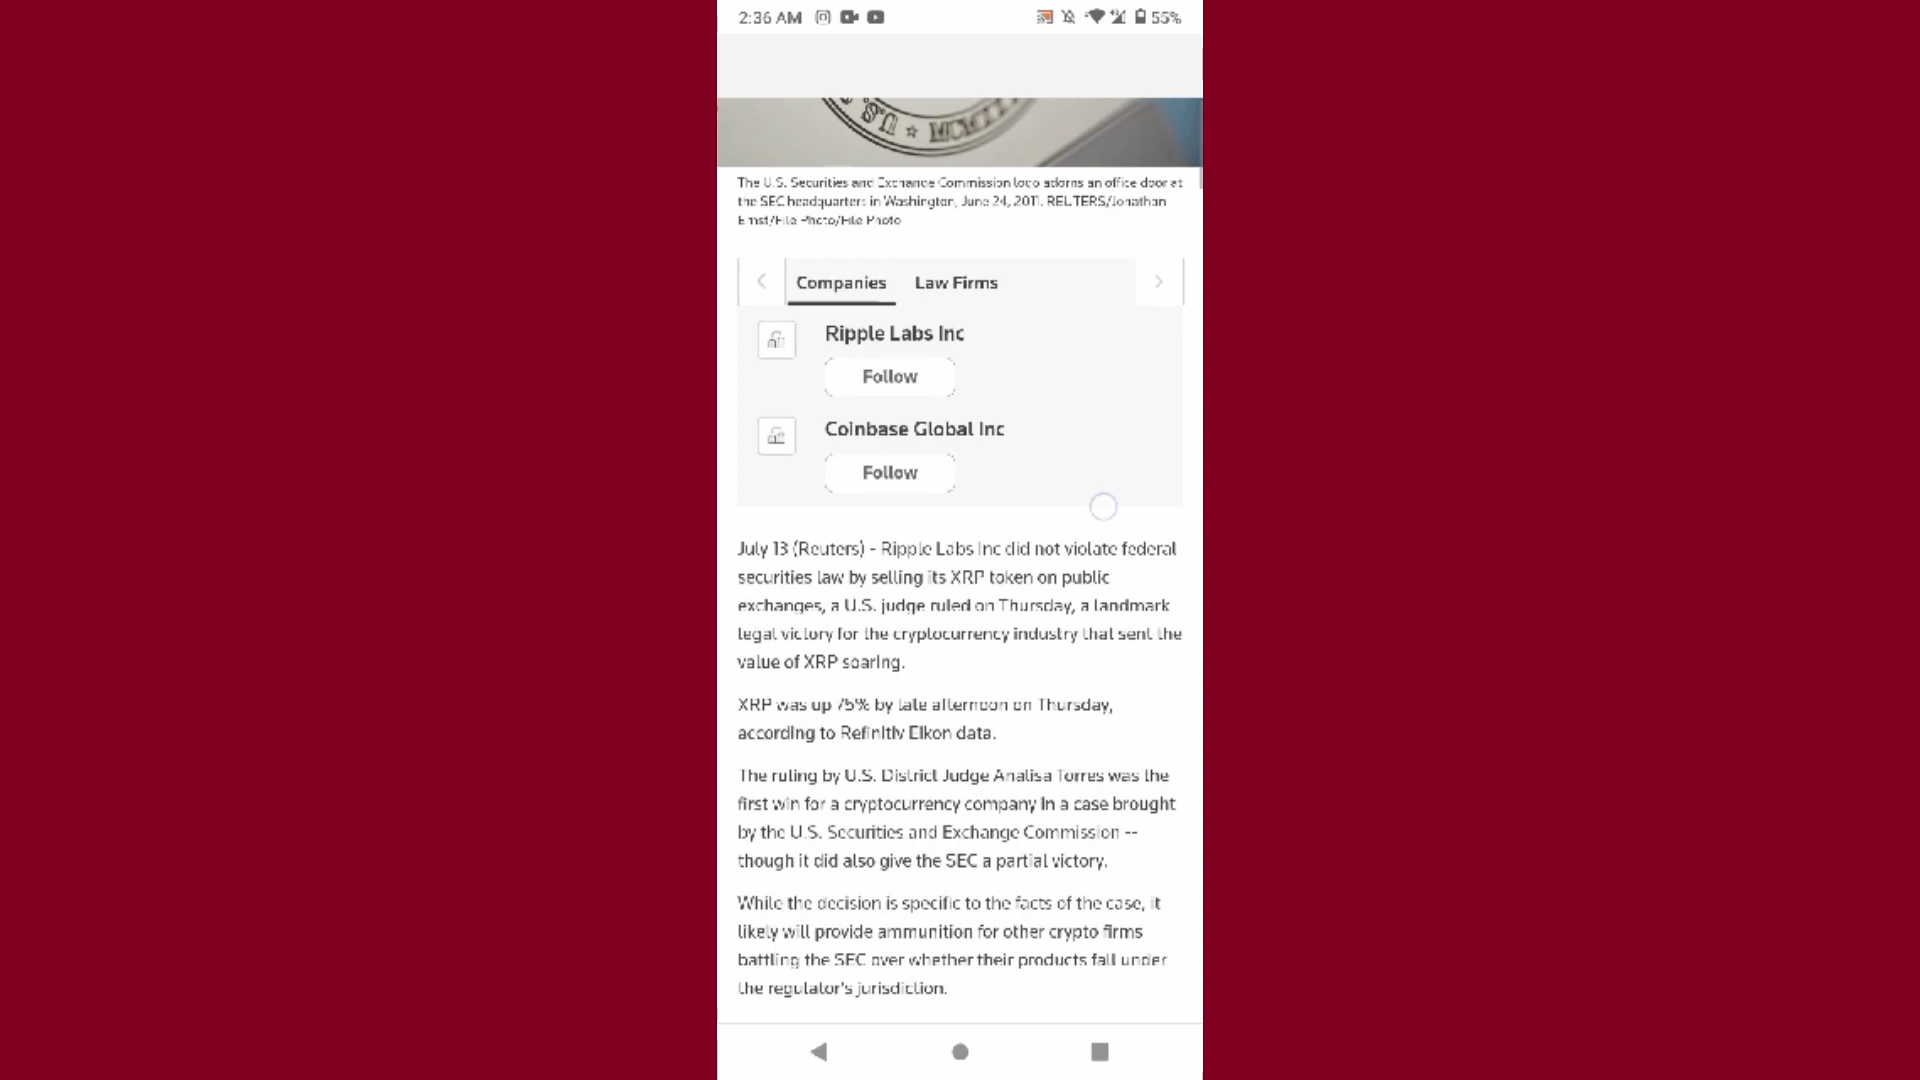 2:36 AM
55%
U.S.
The U.S. Securities and Exchange Commission logo adorns an office door at
the SEC headquarters in Washington, June 24, 2011. REUTERS/Jonathan
Ernst/File Photo/File Photo
Companies Law Firms
Ripple Labs Inc
Follow
Coinbase Global Inc
Follow
July 13 (Reuters) - Ripple Labs Inc did not violate federal
securities law by selling its XRP token on public
exchanges, a U.S. judge ruled on Thursday, a landmark
legal victory for the cryptocurrency industry that sent the
value of XRP soaring.
XRP was up 75% by late afternoon on Thursday,
according to Refinitiv Eikon data.
The ruling by U.S. District Judge Analisa Torres was the
first win for a cryptocurrency company in a case brought
by the U.S. Securities and Exchange Commission --
though it did also give the SEC a partial victory.
While the decision is specific to the facts of the case, it
likely will provide ammunition for other crypto firms
battling the SEC over whether their products fall under
the regulator's jurisdiction.